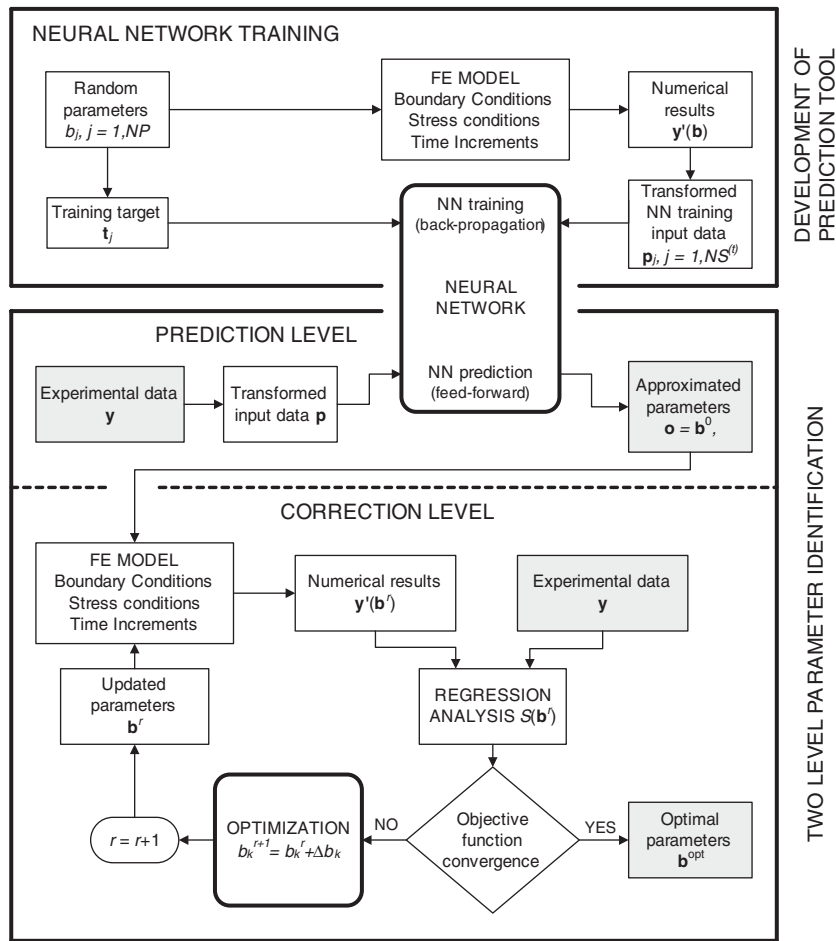 NEURAL NETWORK TRAINING
Random
parameters
b_j, j = 1,NP
FE MODEL
Boundary Conditions
Stress conditions
Time Increments
Numerical
results
y'(b)
Training target
t_j
NN training
(back-propagation)
Transformed
NN training
input data
p_j, j = 1,NS^(t)
NEURAL
NETWORK
DEVELOPMENT OF
PREDICTION TOOL
PREDICTION LEVEL
Experimental data
y
Transformed
input data p
NN prediction
(feed-forward)
Approximated
parameters
o = b^0,
CORRECTION LEVEL
FE MODEL
Boundary Conditions
Stress conditions
Time Increments
Numerical results
y'(b^r)
Experimental data
y
Updated
parameters
b^r
REGRESSION
ANALYSIS S(b^r)
r = r+1
OPTIMIZATION
b_k^r+1 = b_k^r + Δb_k
NO
Objective
function
convergence
YES
Optimal
parameters
b^opt
TWO LEVEL PARAMETER IDENTIFICATION